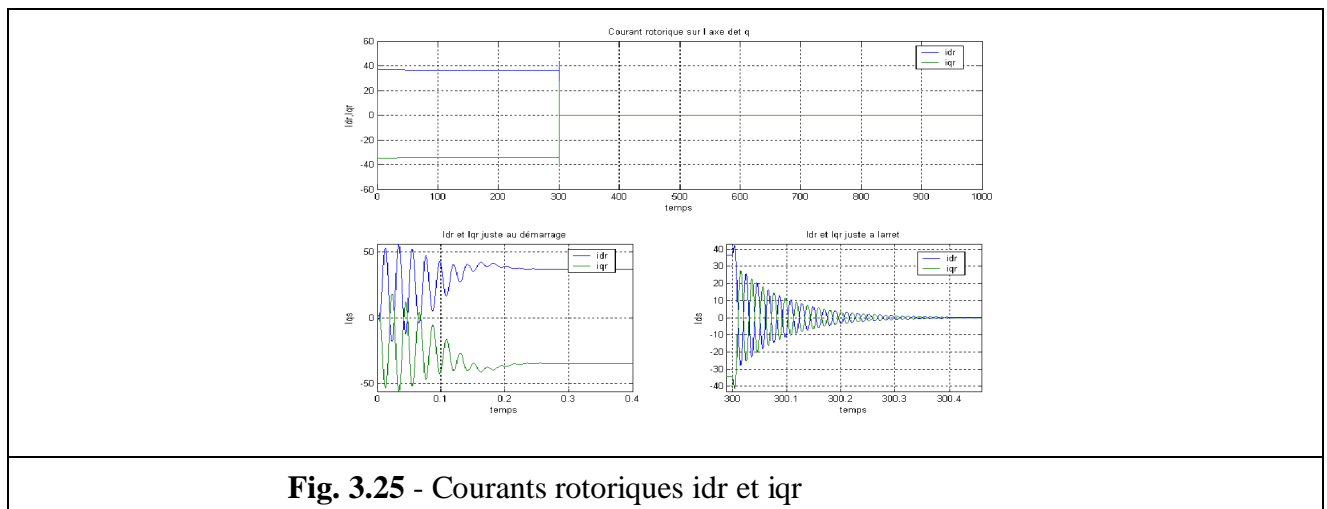 Courant rotorique sur l axe det q
60
40
20
0
-20
-40
-60
Idr,Iqr
idr
iqr
0 100 200 300 400 500 600 700 800 900 1000
temps
Idr et Iqr juste au démarrage
50
0
-50
Iqs
idr
iqr
0 0.1 0.2 0.3 0.4
temps
Idr et Iqr juste a larret
40
30
20
10
0
-10
-20
-30
-40
Ids
idr
iqr
300 300.1 300.2 300.3 300.4
temps
Fig. 3.25 - Courants rotoriques idr et iqr